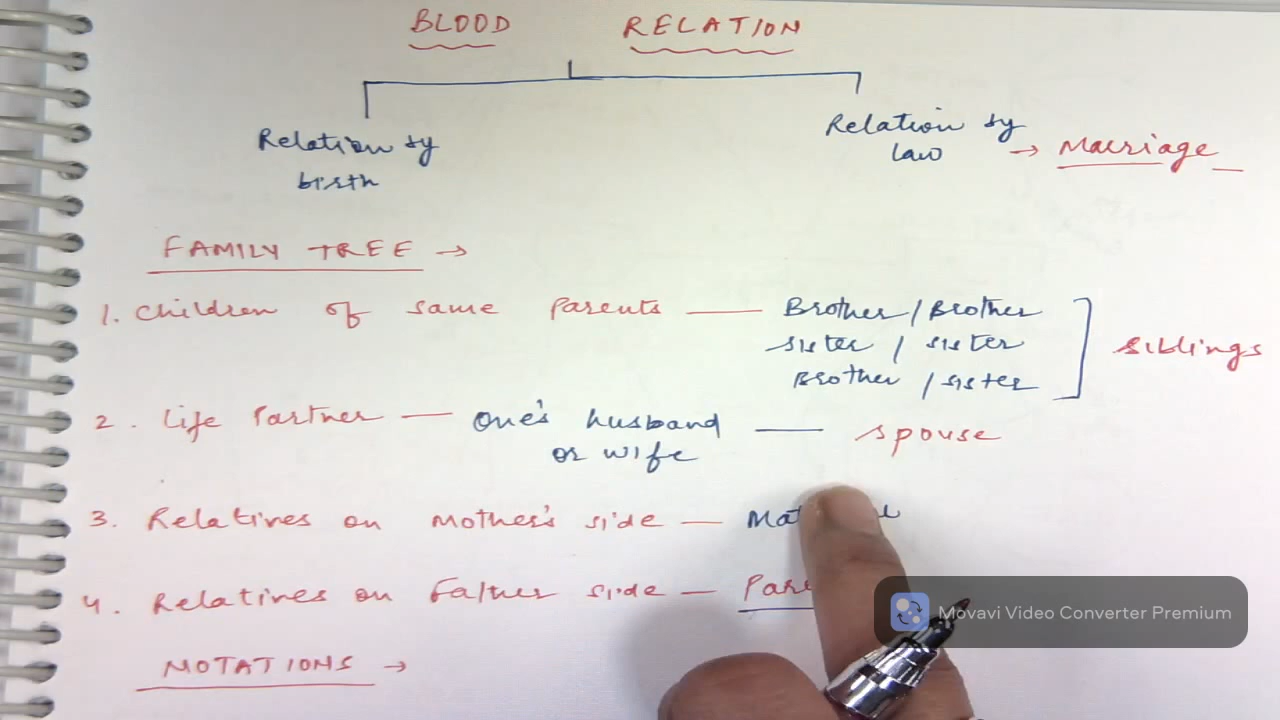 BLOOD RELATION
Relation by
birth
Relation by
law → Marriage
FAMILY TREE →
1. Children of same parents — Brother / Brother
sister / sister
Brother / sister
siblings
2. Life Partner — one's husband
or wife — spouse
3. Relatives on Mother's side —
4. Relatives on Father side —
NOTATIONS →
Movavi Video Converter Premium